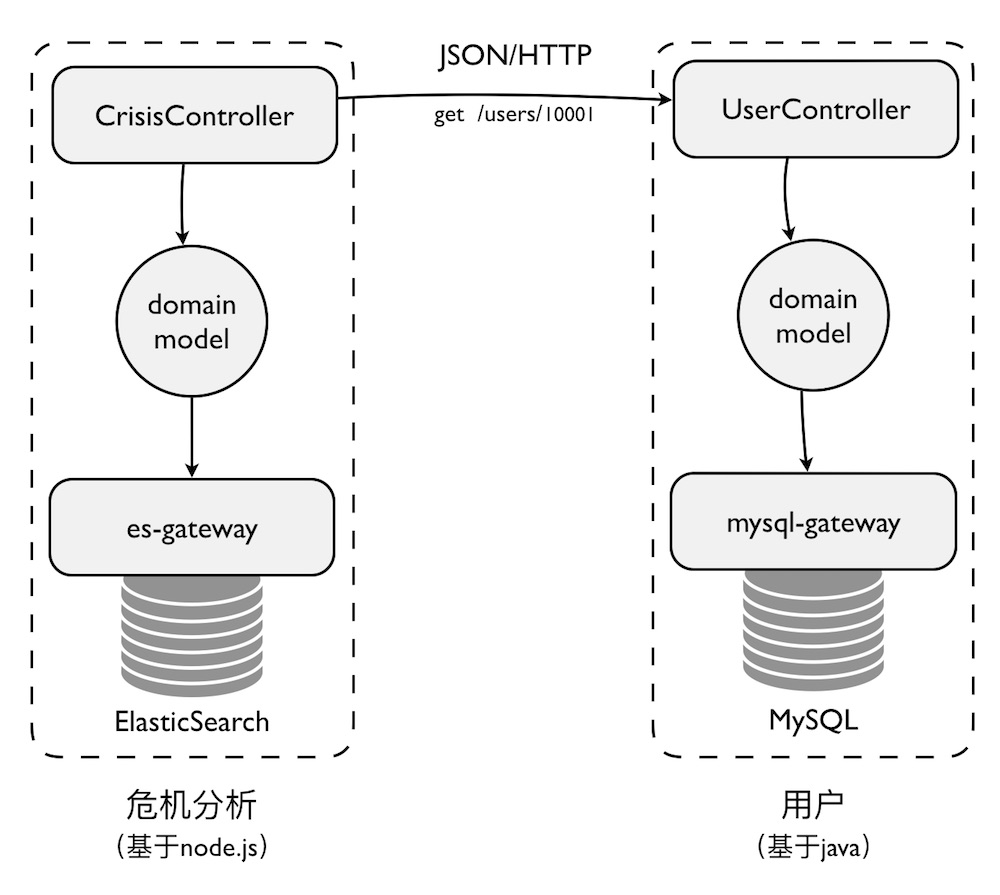 JSON/HTTP
get /users/10001
CrisisController
UserController
domain
model
domain
model
es-gateway
mysql-gateway
ElasticSearch
MySQL
危机分析
（基于node.js）
用户
（基于java）